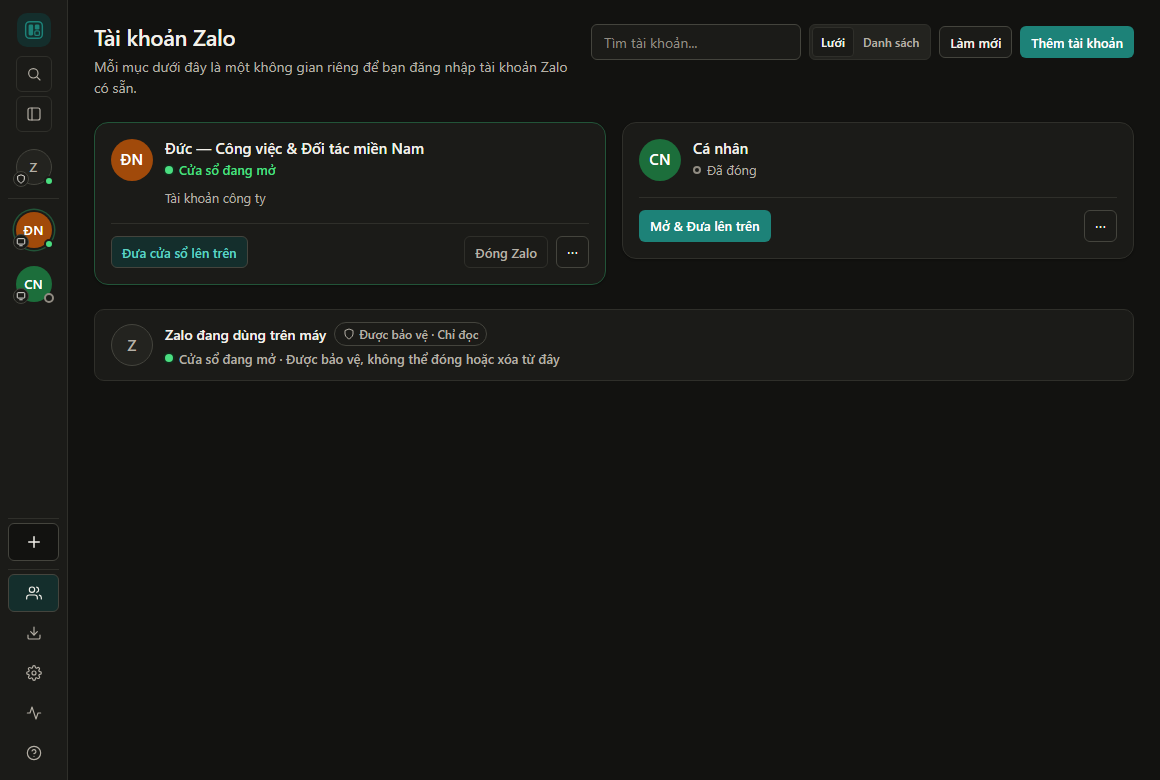 Tài khoản Zalo
Mỗi mục dưới đây là một không gian riêng để bạn đăng nhập tài khoản Zalo
có sẵn.
Tìm tài khoản...
Lưới
Danh sách
Làm mới
Thêm tài khoản
Z
ĐN
CN
ĐN
Đức — Công việc & Đối tác miền Nam
Cửa sổ đang mở
Tài khoản công ty
Đưa cửa sổ lên trên
Đóng Zalo
...
CN
Cá nhân
Đã đóng
Mở & Đưa lên trên
...
Z
Zalo đang dùng trên máy
Được bảo vệ · Chỉ đọc
Cửa sổ đang mở · Được bảo vệ, không thể đóng hoặc xóa từ đây